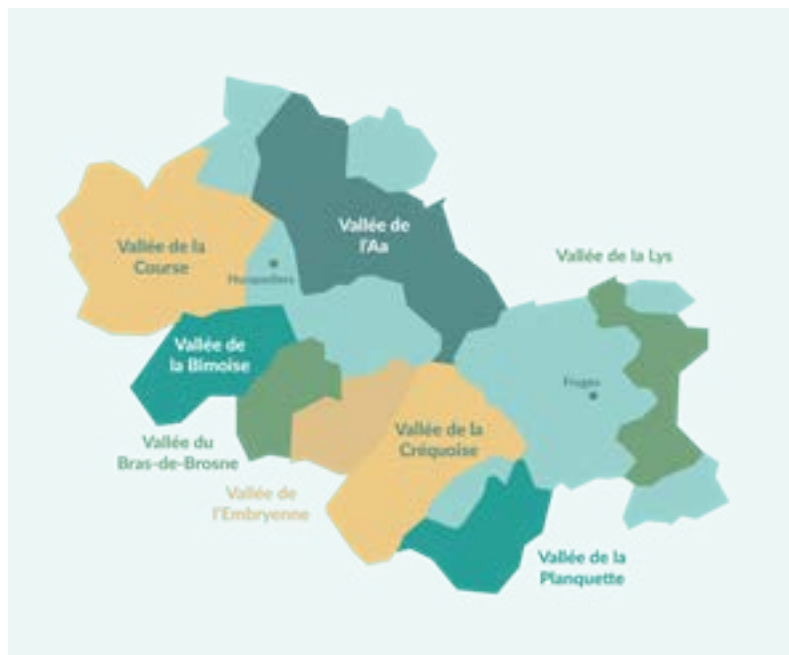 Vallée de
l'Aa
Vallée de la
Course
Vallée de la Lys
Hucqueliers
Vallée de
la Bimoise
Fruges
Vallée de la
Créquoise
Vallée du
Bras-de-Brosne
Vallée de
l'Embryenne
Vallée de la
Planquette